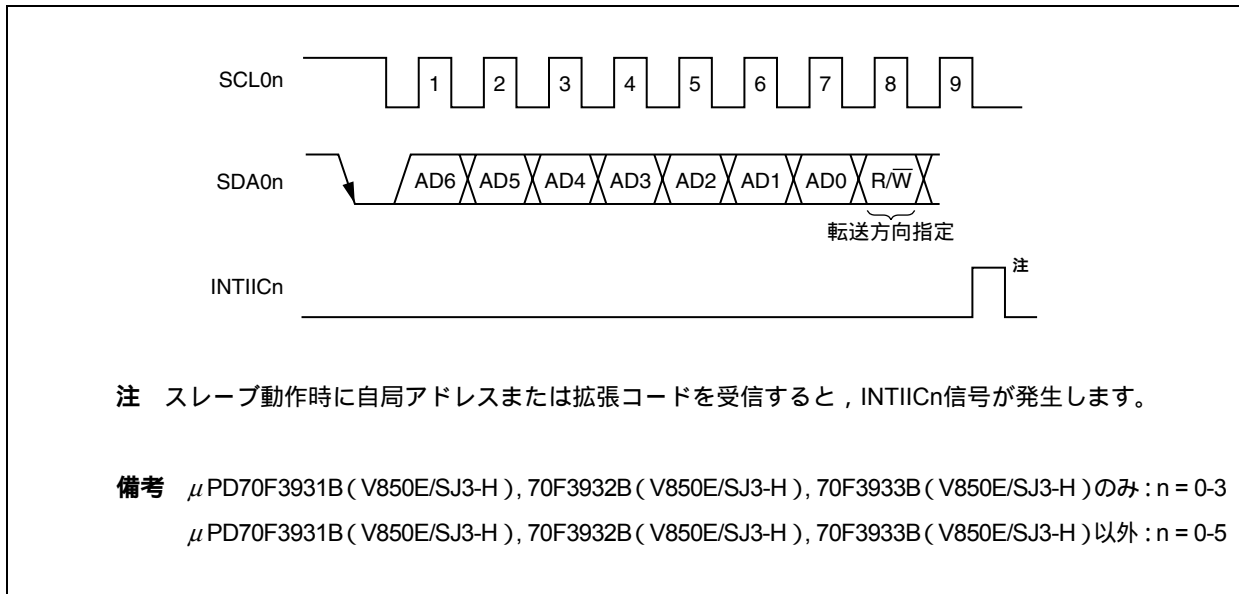 SCL0n 1 2 3 4 5 6 7 8 9
SDA0n AD6 AD5 AD4 AD3 AD2 AD1 AD0 R/W̅
転送方向指定
INTIICn 注
注 スレーブ動作時に自局アドレスまたは拡張コードを受信すると，INTIICn信号が発生します。
備考 μPD70F3931B（V850E/SJ3-H）, 70F3932B（V850E/SJ3-H）, 70F3933B（V850E/SJ3-H）のみ：n = 0-3
μPD70F3931B（V850E/SJ3-H）, 70F3932B（V850E/SJ3-H）, 70F3933B（V850E/SJ3-H）以外：n = 0-5